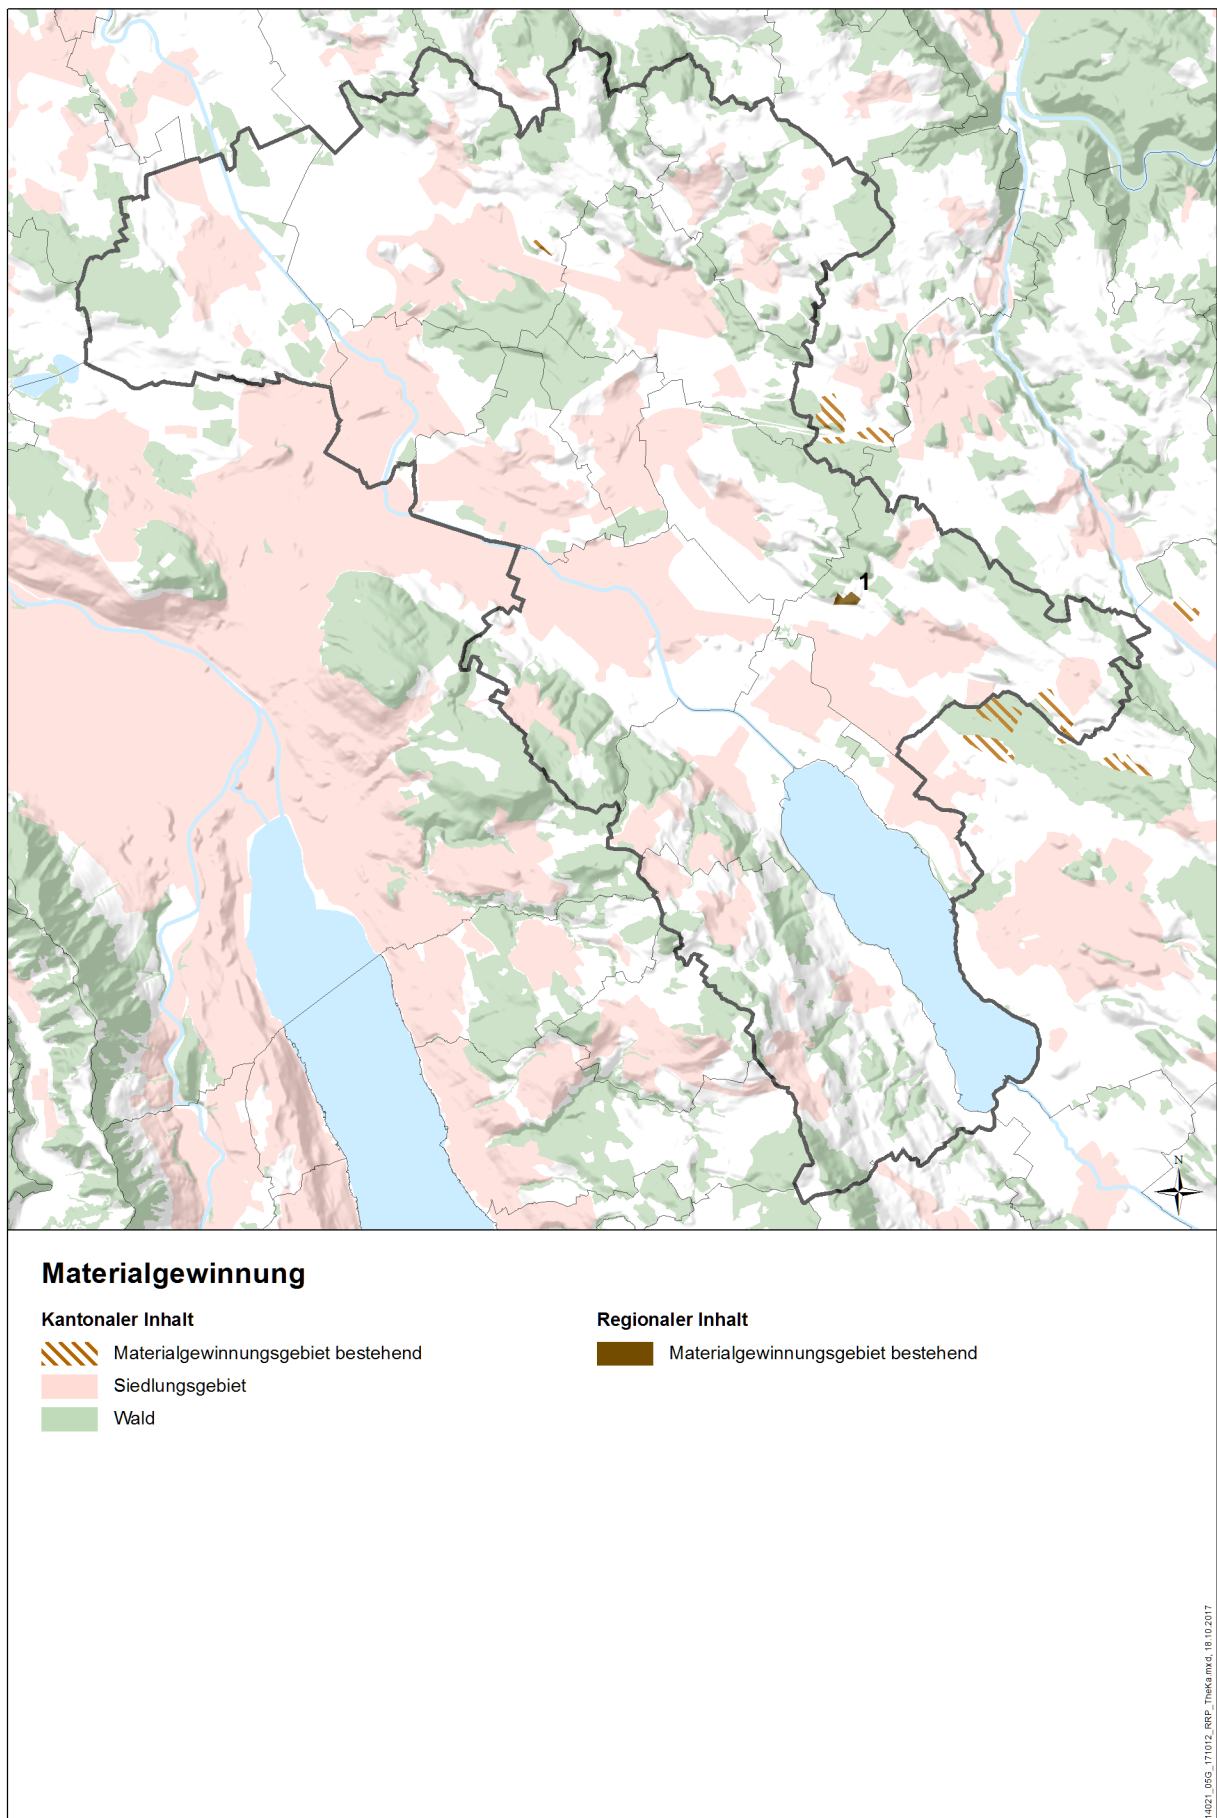 1
N
Materialgewinnung
Kantonaler Inhalt
Materialgewinnungsgebiet bestehend
Siedlungsgebiet
Wald
Regionaler Inhalt
Materialgewinnungsgebiet bestehend
14021_05G_171012_RRP_TheKa.mxd, 18.10.2017